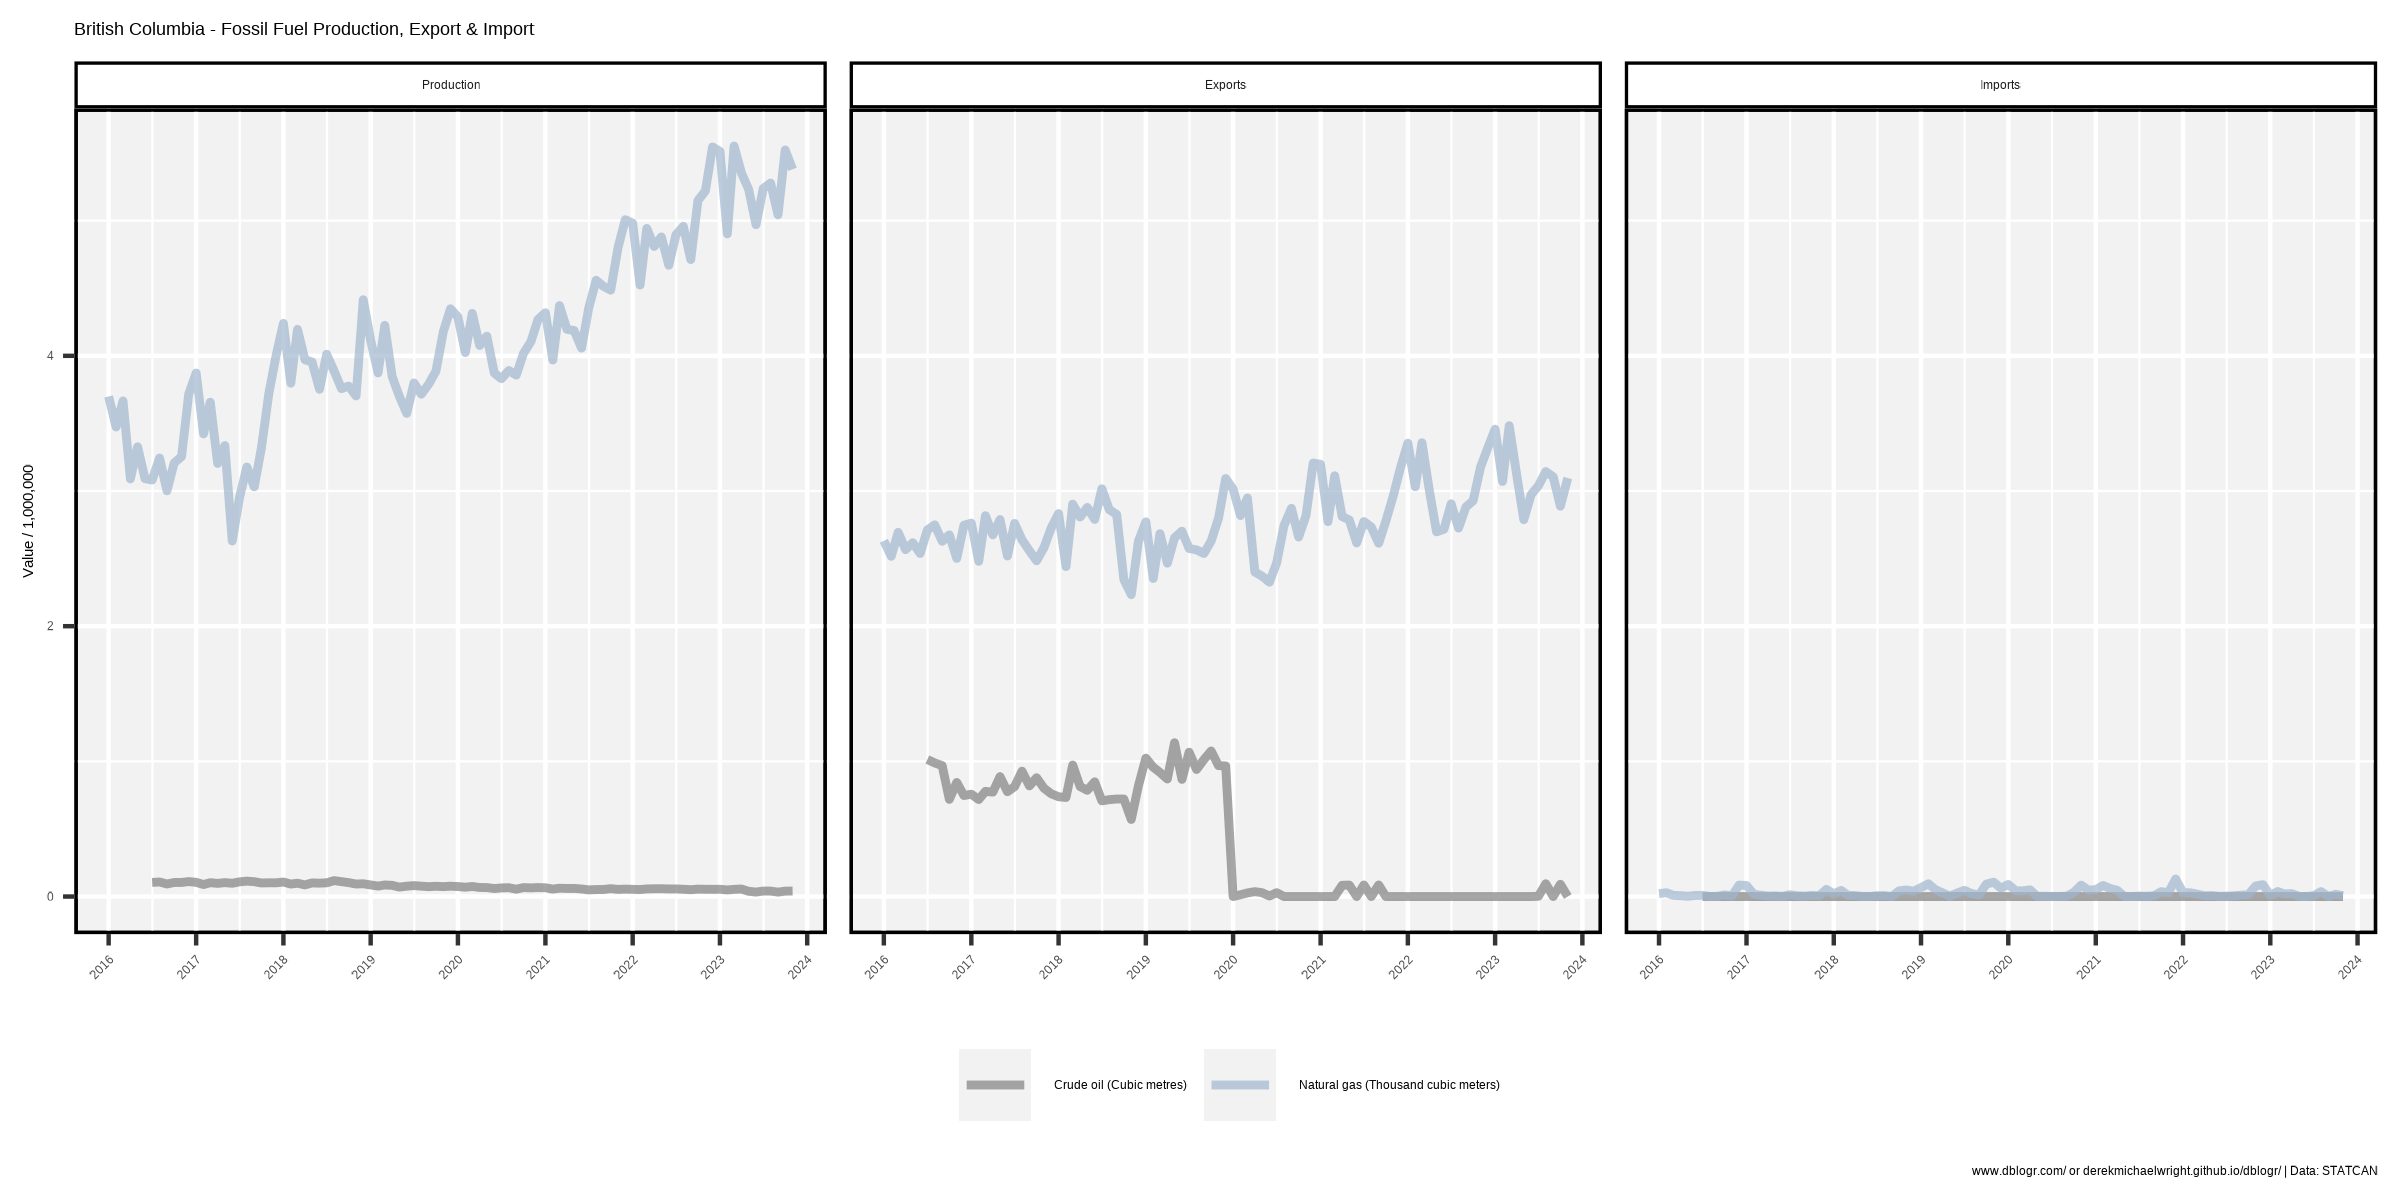 British Columbia - Fossil Fuel Production, Export & Import
Production
Exports
Imports
Value / 1,000,000
4
2
0
2016 2017 2018 2019 2020 2021 2022 2023 2024
2016 2017 2018 2019 2020 2021 2022 2023 2024
2016 2017 2018 2019 2020 2021 2022 2023 2024
Crude oil (Cubic metres)
Natural gas (Thousand cubic meters)
www.dblogr.com/ or derekmichaelwright.github.io/dblogr/ | Data: STATCAN